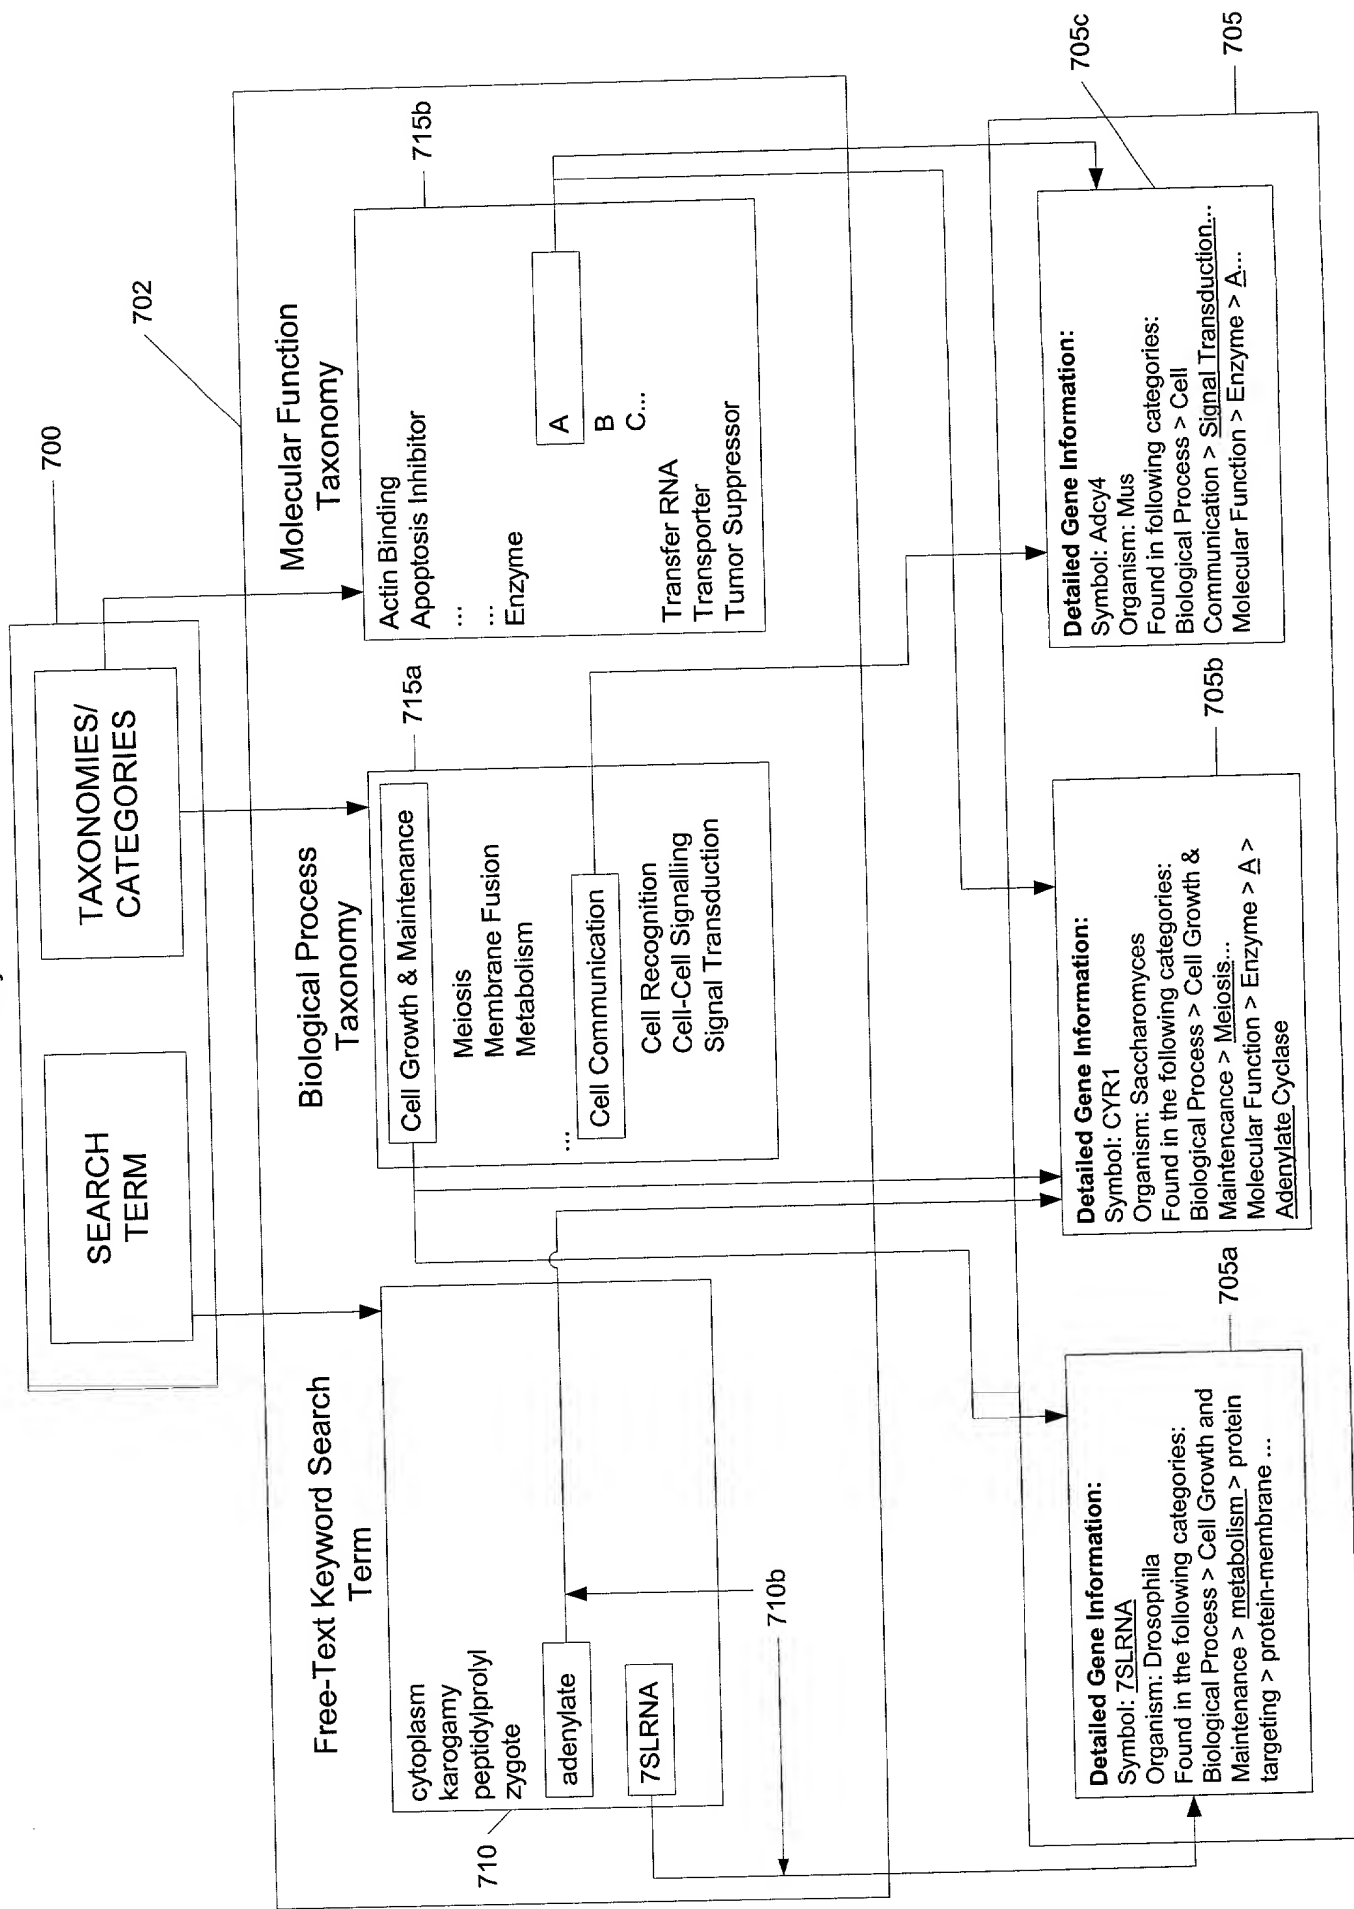 700
SEARCH
TERM
TAXONOMIES/
CATEGORIES
702
Free-Text Keyword Search
Term
cytoplasm
karogamy
peptidylprolyl
zygote
adenylate
7SLRNA
710
710b
Biological Process
Taxonomy
715a
Cell Growth & Maintenance
Meiosis
Membrane Fusion
Metabolism
...
Cell Communication
Cell Recognition
Cell-Cell Signaling
Signal Transduction
Molecular Function
Taxonomy
715b
Actin Binding
Apoptosis Inhibitor
...
...
Enzyme
A
B
C...
Transfer RNA
Transporter
Tumor Suppressor
705a
Detailed Gene Information:
Symbol: 7SLRNA
Organism: Drosophila
Found in the following categories:
Biological Process > Cell Growth and
Maintenance > metabolism > protein
targeting > protein-membrane ...
705b
Detailed Gene Information:
Symbol: CYR1
Organism: Saccharomyces
Found in the following categories:
Biological Process > Cell Growth &
Maintencance > Meiosis...
Molecular Function > Enzyme > A >
Adenylate Cyclase
705c
Detailed Gene Information:
Symbol: Adcy4
Organism: Mus
Found in following categories:
Biological Process > Cell
Communication > Signal Transduction...
Molecular Function > Enzyme > A...
705